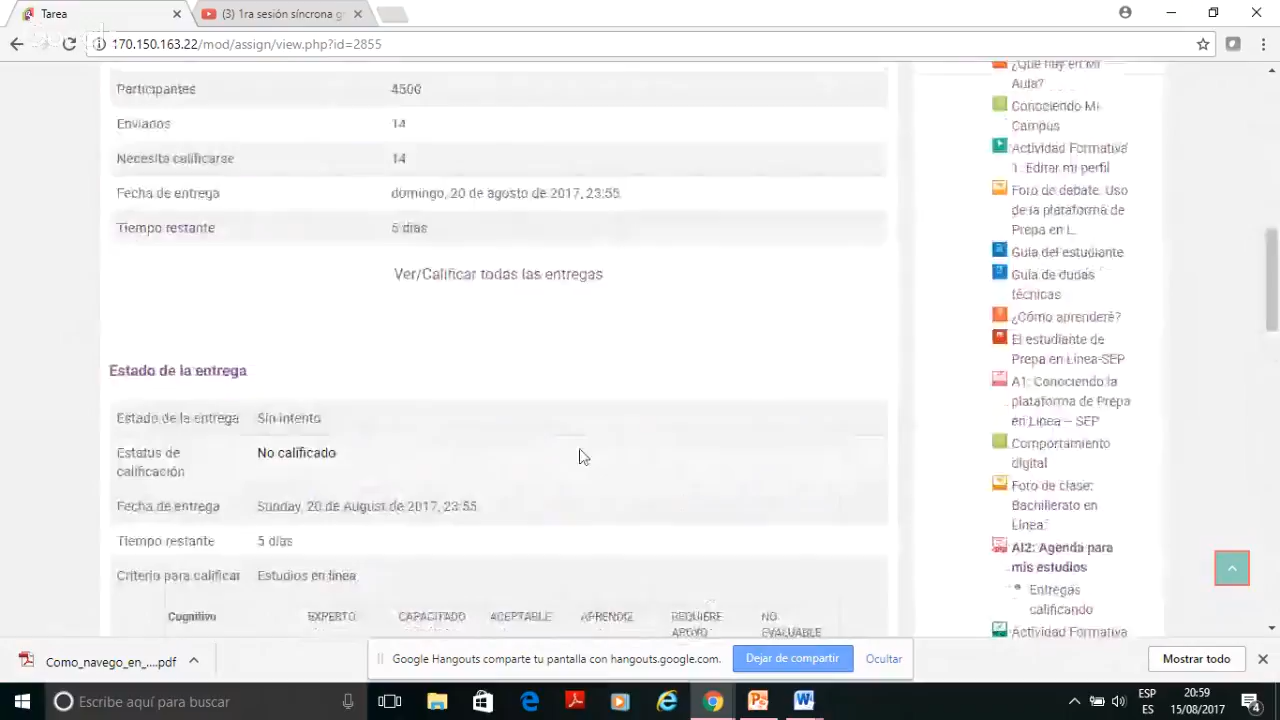 Tarea
(3) 1ra sesión síncrona gr
170.150.163.22/mod/assign/view.php?id=2855
Participantes 4500
Enviados 14
Necesita calificarse 14
Fecha de entrega domingo, 20 de agosto de 2017, 23:55
Tiempo restante 5 días
Ver/Calificar todas las entregas
Estado de la entrega
Estado de la entrega Sin intento
Estatus de
calificación
No calificado
Fecha de entrega Sunday, 20 de August de 2017, 23:55
Tiempo restante 5 días
Criterio para calificar Estudios en linea
Cognitivo EXPERTO CAPACITADO ACEPTABLE APRENDIZ REQUIERE
APOYO
NO
EVALUABLE
¿Qué hay en Mi
Aula?
Conociendo Mi
Campus
Actividad Formativa
1. Editar mi perfil
Foro de debate. Uso
de la plataforma de
Prepa en L.
Guía del estudiante
Guía de dudas
técnicas
¿Cómo aprenderé?
El estudiante de
Prepa en Línea-SEP
A1: Conociendo la
plataforma de Prepa
en Línea – SEP
Comportamiento
digital
Foro de clase:
Bachillerato en
Línea
AI2: Agenda para
mis estudios
Entregas
calificando
Actividad Formativa
Como_navego_en_....pdf
Google Hangouts comparte tu pantalla con hangouts.google.com.
Dejar de compartir
Ocultar
Mostrar todo
Escribe aquí para buscar
ESP
ES
20:59
15/08/2017
4